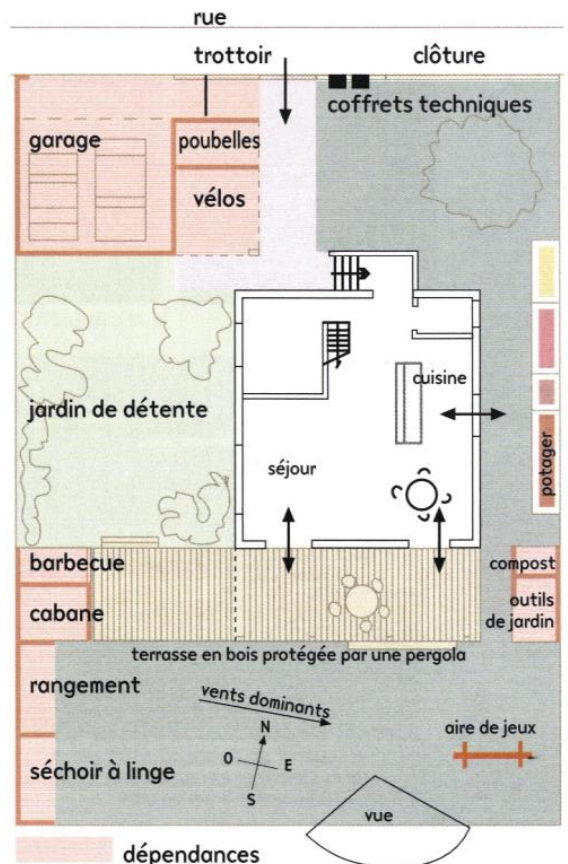 rue
trottoir
clôture
coffrets techniques
garage
poubelles
vélos
cuisine
jardin de détente
séjour
potager
barbecue
compost
cabane
outils
de jardin
terrasse en bois protégée par une pergola
rangement
vents dominants
N
O
E
S
aire de jeux
séchoir à linge
vue
dépendances